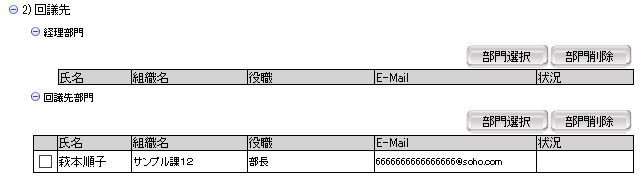 2) 回議先
経理部門
部門選択 部門削除
氏名 組織名 役職 E-Mail 状況
回議先部門
部門選択 部門削除
氏名 組織名 役職 E-Mail 状況
萩本順子 サンプル課12 部長 6666666666666666@soho.com